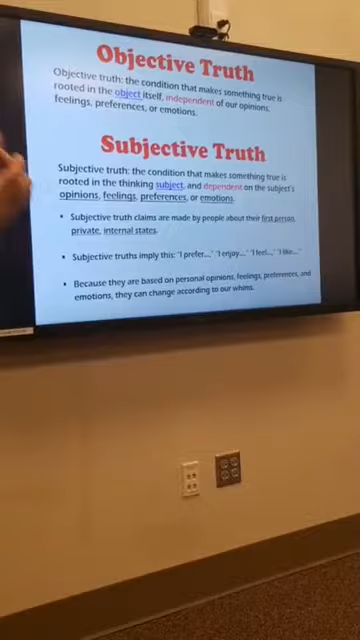 Objective Truth
Objective truth: the condition that makes something true is
rooted in the object itself, independent of our opinions,
feelings, preferences, or emotions.
Subjective Truth
Subjective truth: the condition that makes something true is
rooted in the thinking subject, and dependent on the subject's
opinions, feelings, preferences, or emotions.
• Subjective truth claims are made by people about their first person,
private, internal states.
• Subjective truths imply this: "I prefer..." "I enjoy..." "I feel..." "I like..."
• Because they are based on personal opinions, feelings, preferences, and
emotions, they can change according to our whims.